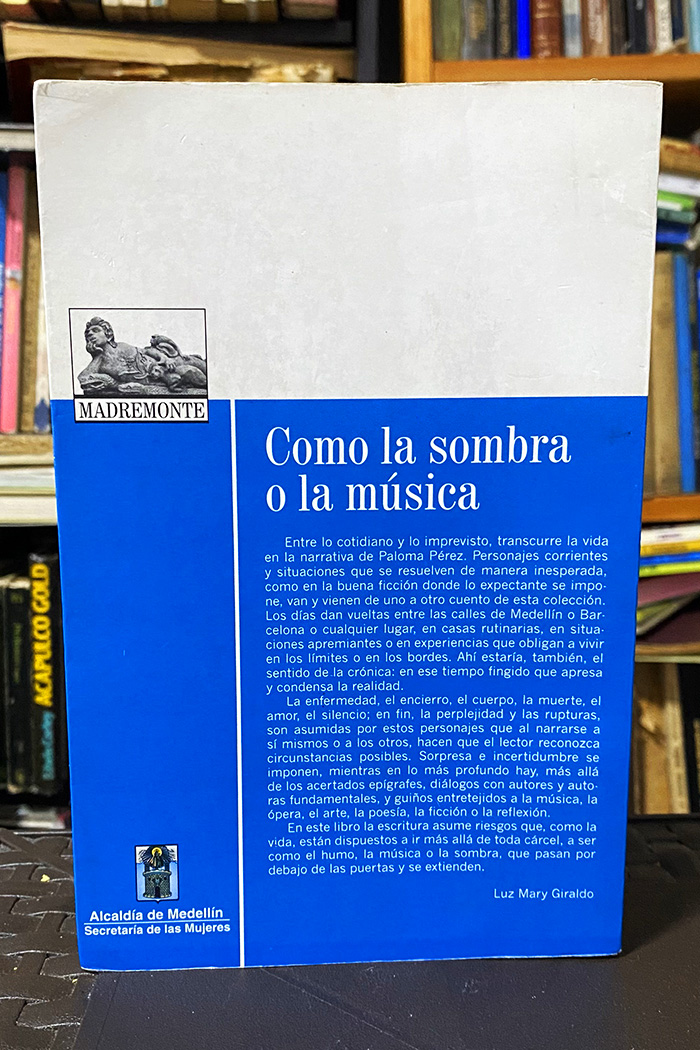 MADREMONTE
Como la sombra
o la música
Entre lo cotidiano y lo imprevisto, transcurre la vida
en la narrativa de Paloma Pérez. Personajes corrientes
y situaciones que se resuelven de manera inesperada,
como en la buena ficción donde lo expectante se impo-
ne, van y vienen de uno a otro cuento de esta colección.
Los días dan vueltas entre las calles de Medellín o Bar-
celona o cualquier lugar, en casas rutinarias, en situa-
ciones apremiantes o en experiencias que obligan a vivir
en los límites o en los bordes. Ahí estaría, también, el
sentido de la crónica: en ese tiempo fingido que apresa
y condensa la realidad.
La enfermedad, el encierro, el cuerpo, la muerte, el
amor, el silencio; en fin, la perplejidad y las rupturas,
son asumidas por estos personajes que al narrarse a
sí mismos o a los otros, hacen que el lector reconozca
circunstancias posibles. Sorpresa e incertidumbre se
imponen, mientras en lo más profundo hay, más allá
de los acertados epígrafes, diálogos con autores y auto-
ras fundamentales, y guiños entretejidos a la música, la
ópera, el arte, la poesía, la ficción o la reflexión.
En este libro la escritura asume riesgos que, como la
vida, están dispuestos a ir más allá de toda cárcel, a ser
como el humo, la música o la sombra, que pasan por
debajo de las puertas y se extienden.
Luz Mary Giraldo
Alcaldía de Medellín
Secretaría de las Mujeres
ACAPULCO GOLD